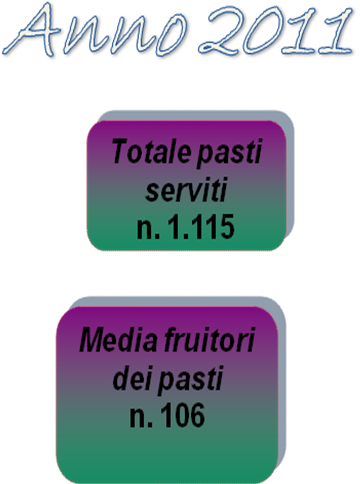 Anno 2011
Totale pasti
serviti
n. 1.115
Media fruitori
dei pasti
n. 106